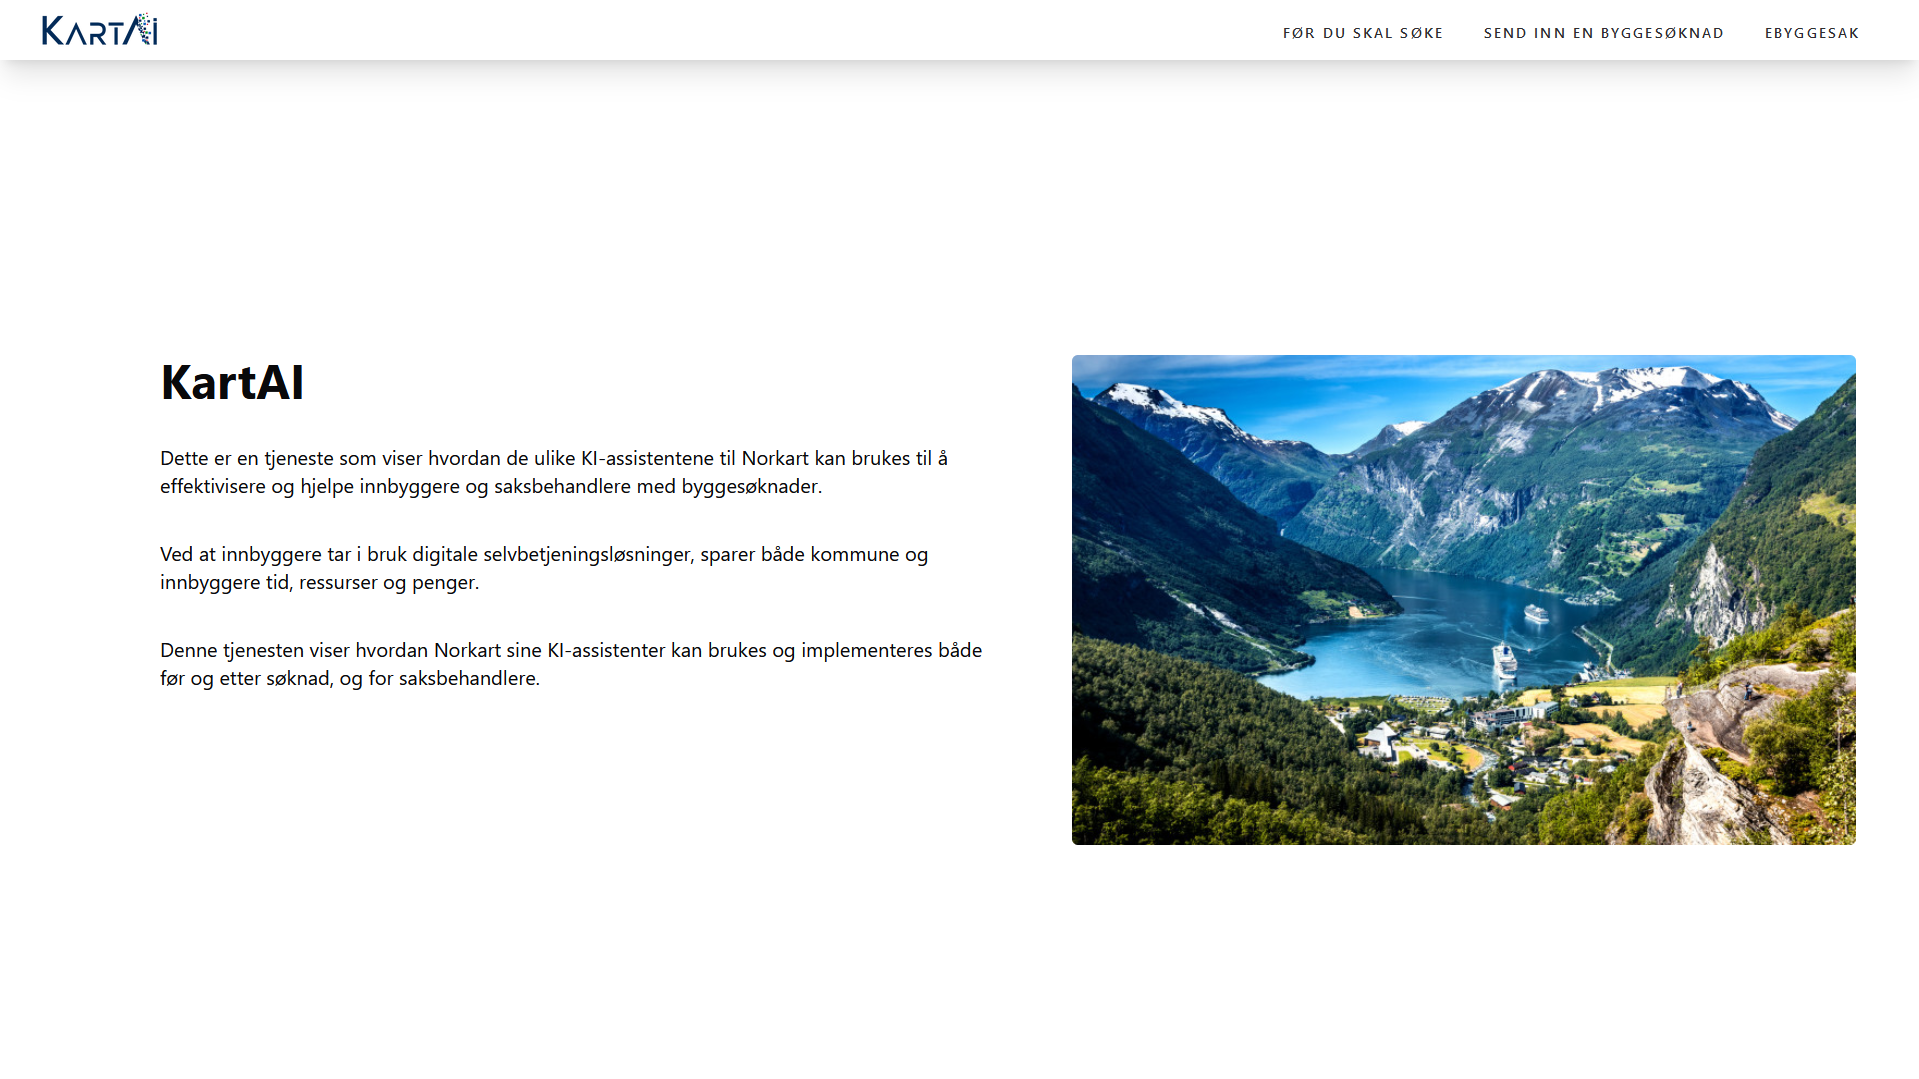 KARTAI
FØR DU SKAL SØKE
SEND INN EN BYGGESØKNAD
EBYGGESAK
KartAI
Dette er en tjeneste som viser hvordan de ulike KI-assistentene til Norkart kan brukes til å
effektivisere og hjelpe innbyggere og saksbehandlere med byggesøknader.
Ved at innbyggere tar i bruk digitale selvbetjeningsløsninger, sparer både kommune og
innbyggere tid, ressurser og penger.
Denne tjenesten viser hvordan Norkart sine KI-assistenter kan brukes og implementeres både
før og etter søknad, og for saksbehandlere.